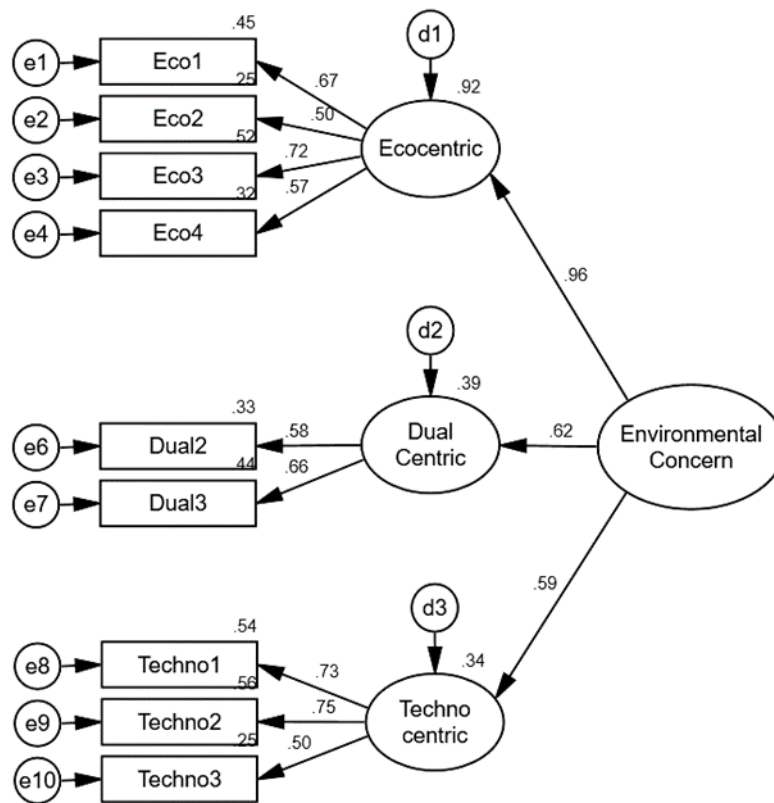 .45
d1
e1
Eco1
.67
.92
.25
e2
Eco2
.50
Ecocentric
.52
e3
Eco3
.72
.32
.57
e4
Eco4
.96
d2
.33
.39
e6
Dual2
.58
Dual
Centric
.62
Environmental
Concern
.44
.66
e7
Dual3
d3
.59
.54
e8
Techno1
.73
.34
.56
e9
Techno2
.75
Techno
centric
.25
.50
e10
Techno3